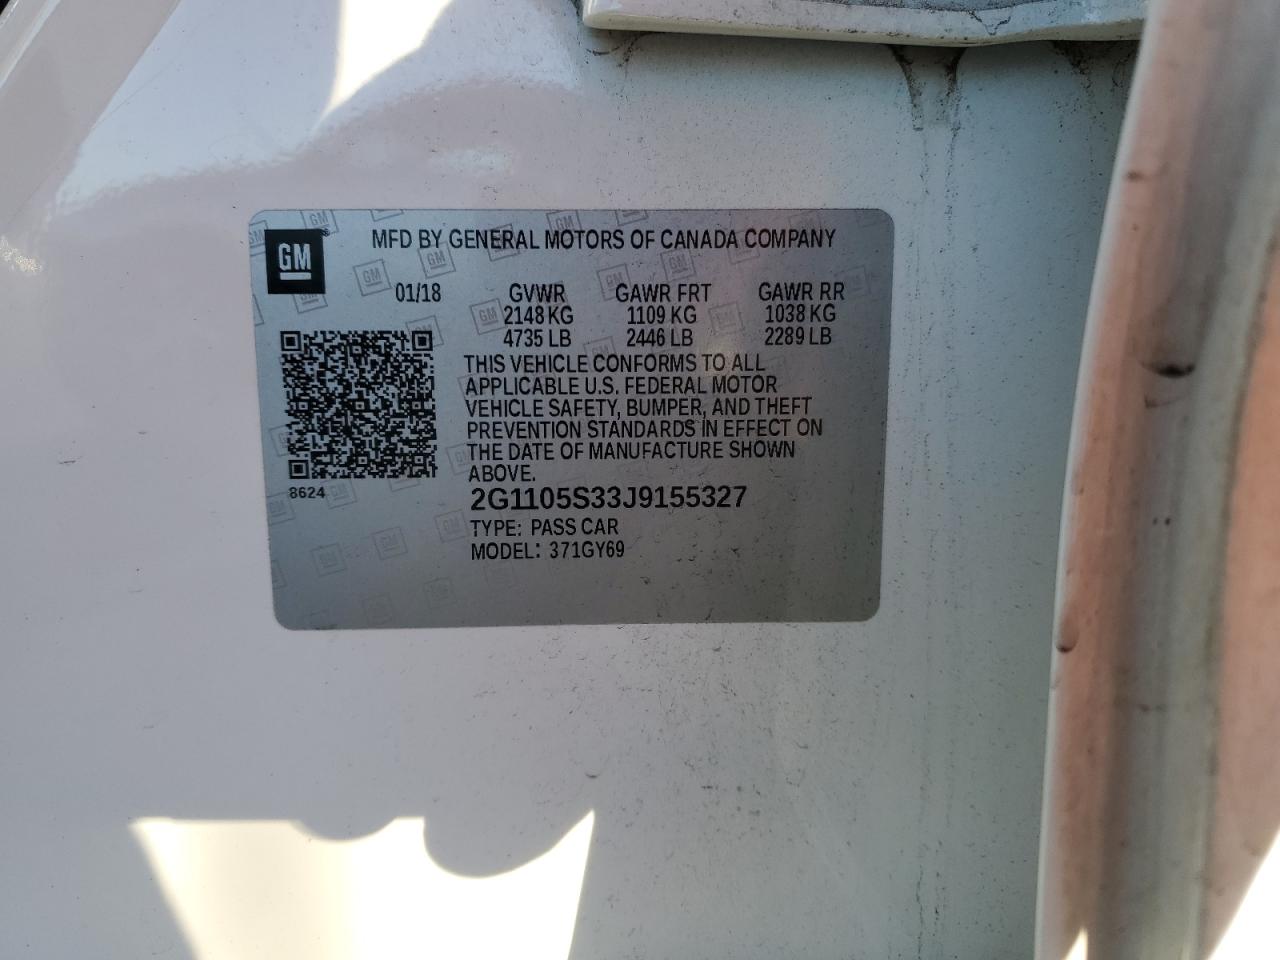 GM
MFD BY GENERAL MOTORS OF CANADA COMPANY
01/18 GVWR GAWR FRT GAWR RR
2148 KG 1109 KG 1038 KG
4735 LB 2446 LB 2289 LB
THIS VEHICLE CONFORMS TO ALL
APPLICABLE U.S. FEDERAL MOTOR
VEHICLE SAFETY, BUMPER, AND THEFT
PREVENTION STANDARDS IN EFFECT ON
THE DATE OF MANUFACTURE SHOWN
ABOVE.
8624
2G1105S33J9155327
TYPE: PASS CAR
MODEL: 371GY69